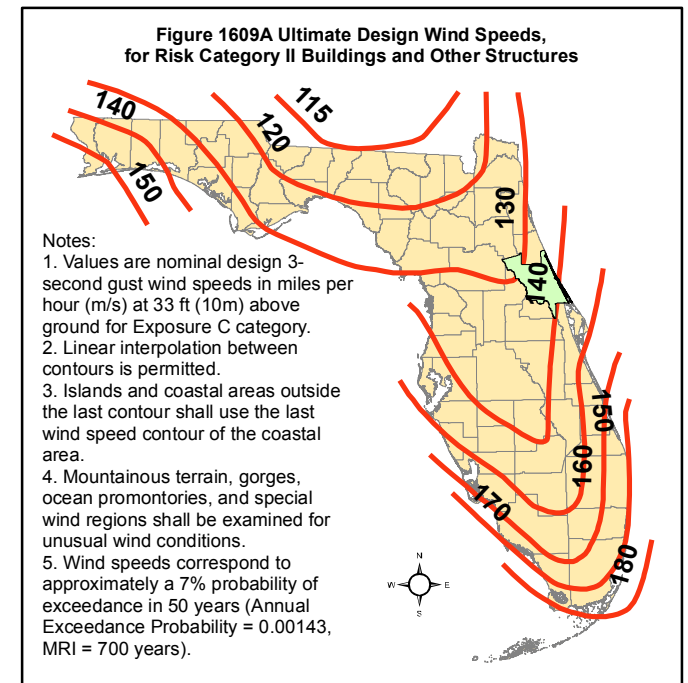 Figure 1609A Ultimate Design Wind Speeds,
for Risk Category II Buildings and Other Structures
115
140
120
150
130
140
Notes:
1. Values are nominal design 3-
second gust wind speeds in miles per
hour (m/s) at 33 ft (10m) above
ground for Exposure C category.
2. Linear interpolation between
contours is permitted.
3. Islands and coastal areas outside
the last contour shall use the last
wind speed contour of the coastal
area.
4. Mountainous terrain, gorges,
ocean promontories, and special
wind regions shall be examined for
unusual wind conditions.
5. Wind speeds correspond to
approximately a 7% probability of
exceedance in 50 years (Annual
Exceedance Probability = 0.00143,
MRI = 700 years).
150
160
170
180
N
W E
S